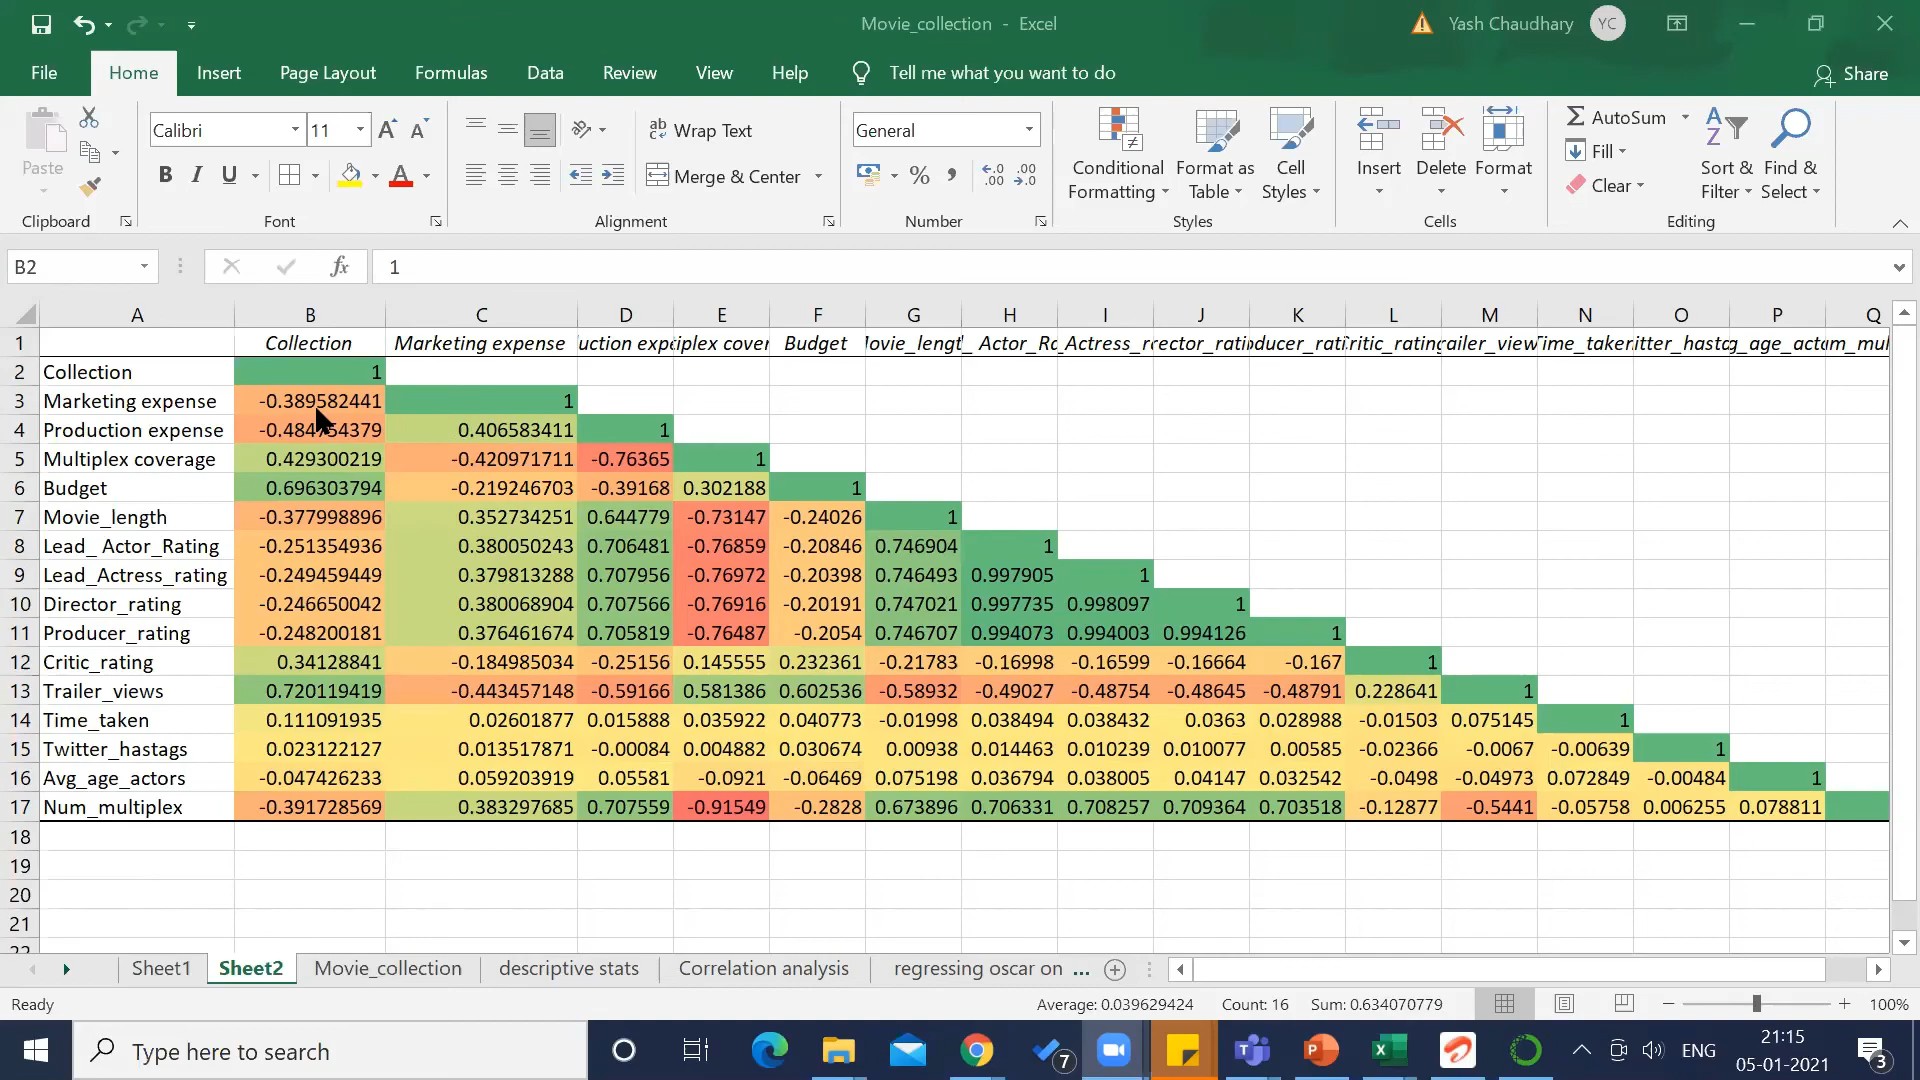 Movie_collection - Excel
Yash Chaudhary YC
File Home Insert Page Layout Formulas Data Review View Help Tell me what you want to do Share
Paste
Clipboard
Calibri 11
B I U
Font
Wrap Text
Merge & Center
Alignment
General
Number
Conditional Formatting
Format as Table
Cell Styles
Styles
Insert Delete Format
Cells
AutoSum
Fill
Clear
Sort & Filter
Find & Select
Editing
B2 fx 1
A B C D E F G H I J K L M N O P Q
1 Collection Marketing expense uction exp iplex cover Budget Movie_lengt _ Actor_Ra _Actress_r rector_rati oducer_rati Critic_rating ailer_view Time_taken itter_hasta g_age_acto m_mul
2 Collection 1
3 Marketing expense -0.389582441 1
4 Production expense -0.484754379 0.406583411 1
5 Multiplex coverage 0.429300219 -0.420971711 -0.76365 1
6 Budget 0.696303794 -0.219246703 -0.39168 0.302188 1
7 Movie_length -0.377998896 0.352734251 0.644779 -0.73147 -0.24026 1
8 Lead_ Actor_Rating -0.251354936 0.380050243 0.706481 -0.76859 -0.20846 0.746904 1
9 Lead_Actress_rating -0.249459449 0.379813288 0.707956 -0.76972 -0.20398 0.746493 0.997905 1
10 Director_rating -0.246650042 0.380068904 0.707566 -0.76916 -0.20191 0.747021 0.997735 0.998097 1
11 Producer_rating -0.248200181 0.376461674 0.705819 -0.76487 -0.2054 0.746707 0.994073 0.994003 0.994126 1
12 Critic_rating 0.34128841 -0.184985034 -0.25156 0.145555 0.232361 -0.21783 -0.16998 -0.16599 -0.16664 -0.167 1
13 Trailer_views 0.720119419 -0.443457148 -0.59166 0.581386 0.602536 -0.58932 -0.49027 -0.48754 -0.48645 -0.48791 0.228641 1
14 Time_taken 0.111091935 0.02601877 0.015888 0.035922 0.040773 -0.01998 0.038494 0.038432 0.0363 0.028988 -0.01503 0.075145 1
15 Twitter_hastags 0.023122127 0.013517871 -0.00084 0.004882 0.030674 0.00938 0.014463 0.010239 0.010077 0.00585 -0.02366 -0.0067 -0.00639 1
16 Avg_age_actors -0.047426233 0.059203919 0.05581 -0.0921 -0.06469 0.075198 0.036794 0.038005 0.04147 0.032542 -0.0498 -0.04973 0.072849 -0.00484 1
17 Num_multiplex -0.391728569 0.383297685 0.707559 -0.91549 -0.2828 0.673896 0.706331 0.708257 0.709364 0.703518 -0.12877 -0.5441 -0.05758 0.006255 0.078811
18
19
20
21
22
Sheet1 Sheet2 Movie_collection descriptive stats Correlation analysis regressing oscar on ...
Ready Average: 0.039629424 Count: 16 Sum: 0.634070779 100%
Type here to search 7 ENG 21:15
05-01-2021 3